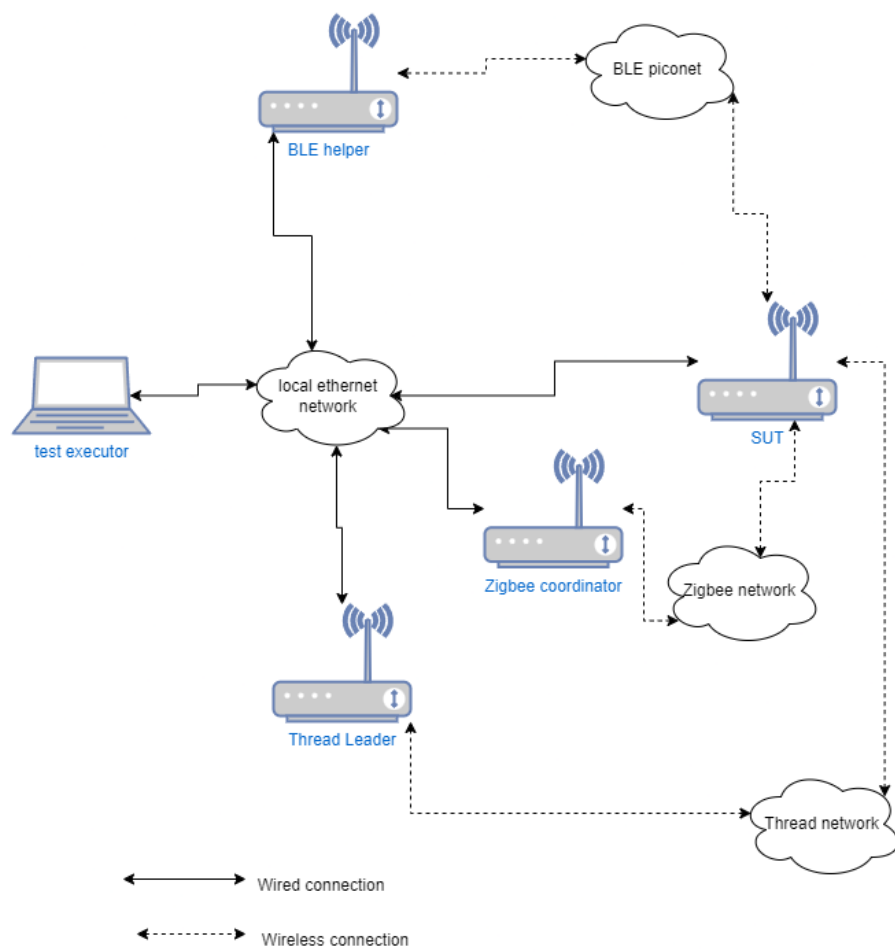 BLE piconet
BLE helper
local ethernet
network
test executor
SUT
Zigbee coordinator
Zigbee network
Thread Leader
Thread network
Wired connection
Wireless connection